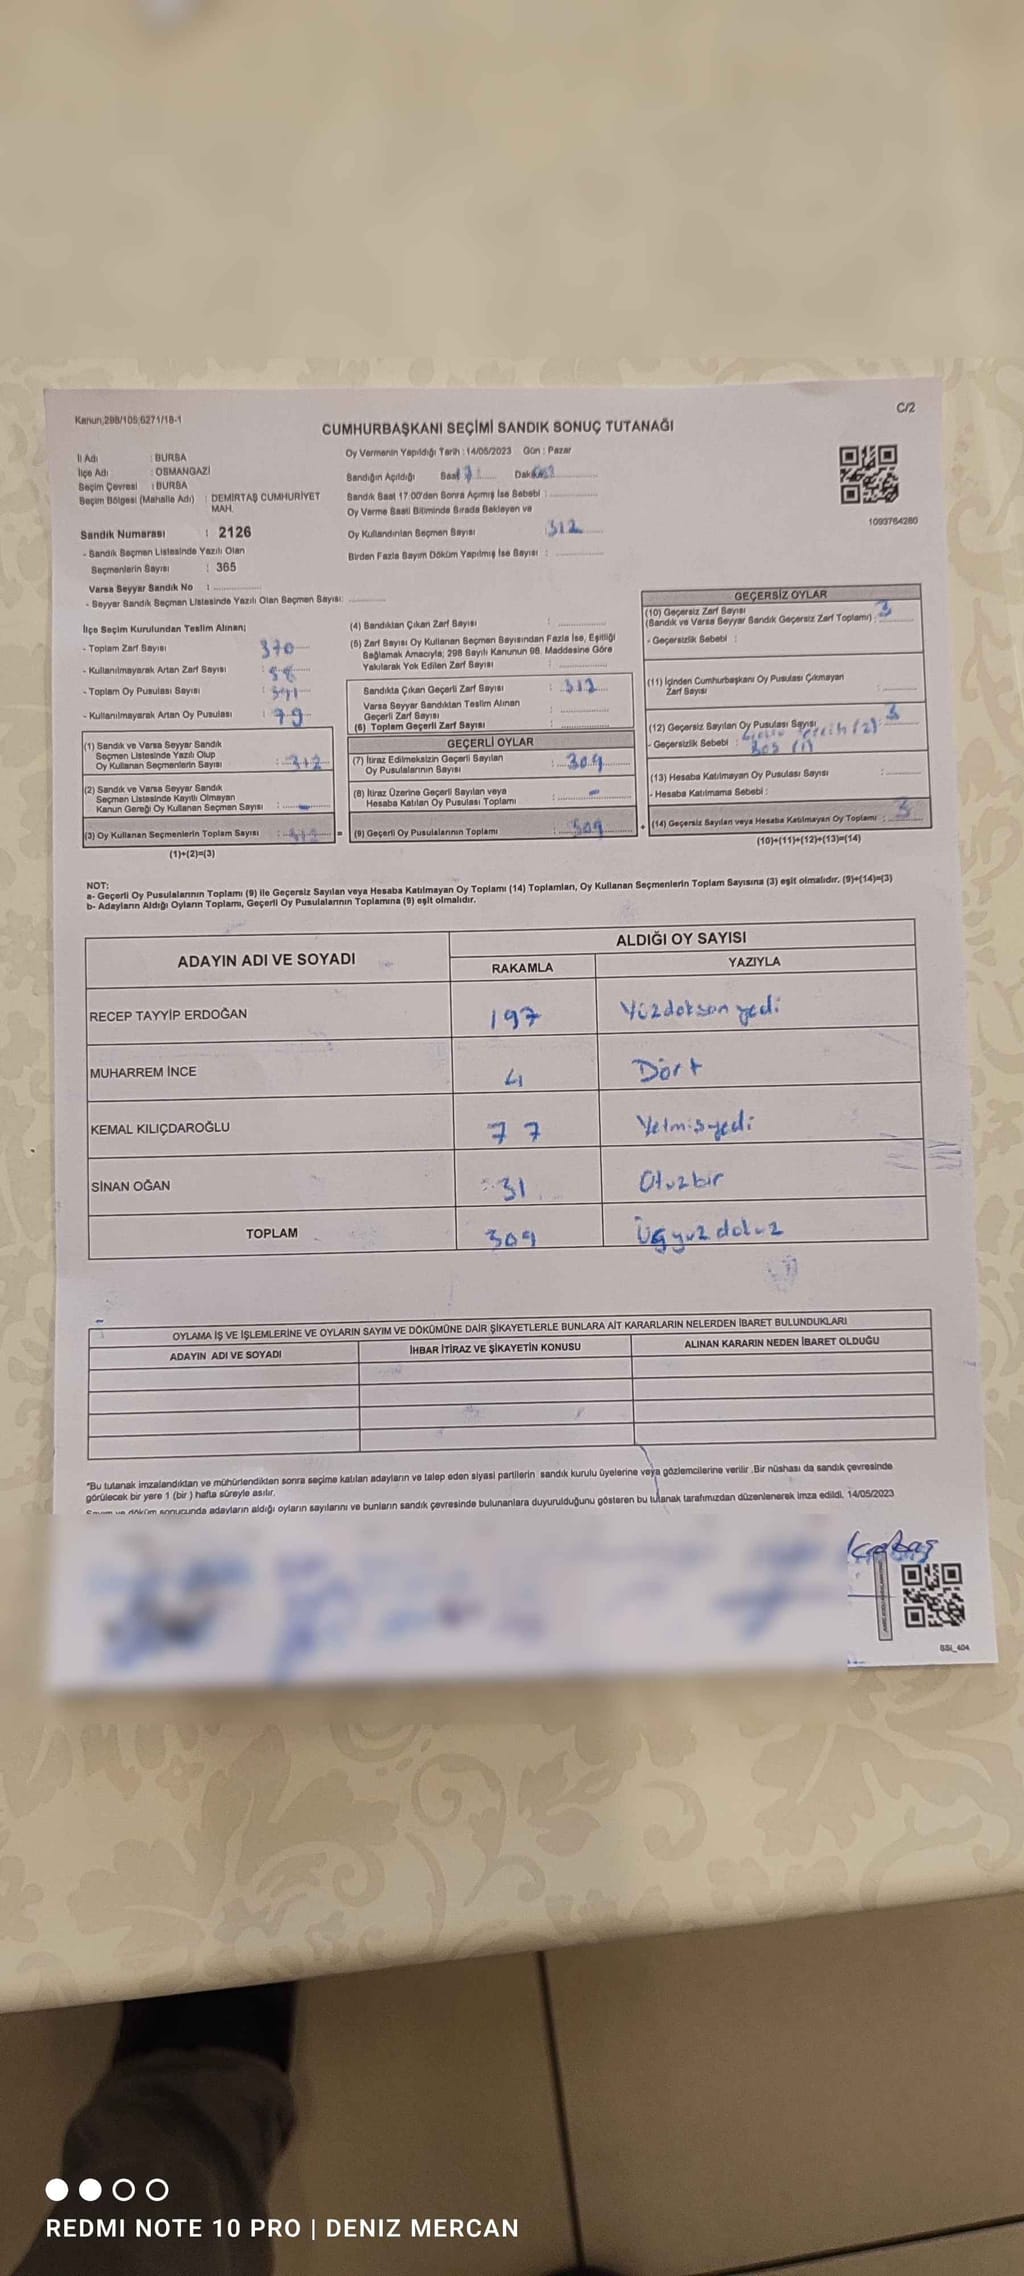 Kanun;298/105;6271/18-1
C/2
CUMHURBAŞKANI SEÇİMİ SANDIK SONUÇ TUTANAĞI
İl Adı : BURSA
İlçe Adı : OSMANGAZİ
Seçim Çevresi : BURSA
Seçim Bölgesi (Mahalle Adı) : DEMİRTAŞ CUMHURİYET
MAH.
Sandık Numarası : 2126
- Sandık Seçmen Listesinde Yazılı Olan
Seçmenlerin Sayısı : 365
Varsa Seyyar Sandık No :
- Seyyar Sandık Seçmen Listesinde Yazılı Olan Seçmen Sayısı:
Oy Vermenin Yapıldığı Tarih : 14/05/2023 Gün : Pazar
Sandığın Açıldığı Saat Dakika
Sandık Saat 17.00'den Sonra Açımış İse Sebebi :
Oy Verme Saati Bitiminde Sırada Bekleyen ve
Oy Kullandırılan Seçmen Sayısı : 312
Birden Fazla Sayım Döküm Yapılmış İse Sayısı :
1093764280
İlçe Seçim Kurulundan Teslim Alınan;
- Toplam Zarf Sayısı : 370
- Kullanılmayarak Artan Zarf Sayısı : 58
- Toplam Oy Pusulası Sayısı :
- Kullanılmayarak Artan Oy Pusulası : 79
(1) Sandık ve Varsa Seyyar Sandık
Seçmen Listesinde Yazılı Olup
Oy Kullanan Seçmenlerin Sayısı : 312
(2) Sandık ve Varsa Seyyar Sandık
Seçmen Listesinde Kayıtlı Olmayan
Kanun Gereği Oy Kullanan Seçmen Sayısı : -
(3) Oy Kullanan Seçmenlerin Toplam Sayısı : 312 =
(1)+(2)=(3)
(4) Sandıktan Çıkan Zarf Sayısı :
(5) Zarf Sayısı Oy Kullanan Seçmen Sayısından Fazla İse, Eşitliği
Sağlamak Amacıyla; 298 Sayılı Kanunun 98. Maddesine Göre
Yakılarak Yok Edilen Zarf Sayısı :
Sandıkta Çıkan Geçerli Zarf Sayısı : 312
Varsa Seyyar Sandıktan Teslim Alınan
Geçerli Zarf Sayısı :
(6) Toplam Geçerli Zarf Sayısı :
GEÇERLİ OYLAR
(7) İtiraz Edilmeksizin Geçerli Sayılan
Oy Pusulalarının Sayısı : 309
(8) İtiraz Üzerine Geçerli Sayılan veya
Hesaba Katılan Oy Pusulası Toplamı : -
(9) Geçerli Oy Pusulalarının Toplamı : 309 +
GEÇERSİZ OYLAR
(10) Geçersiz Zarf Sayısı
(Sandık ve Varsa Seyyar Sandık Geçersiz Zarf Toplamı) : 3
- Geçersizlik Sebebi :
(11) İçinden Cumhurbaşkanı Oy Pusulası Çıkmayan
Zarf Sayısı :
(12) Geçersiz Sayılan Oy Pusulası Sayısı : 3
- Geçersizlik Sebebi : (2)
Boş (1)
(13) Hesaba Katılmayan Oy Pusulası Sayısı :
- Hesaba Katılmama Sebebi :
(14) Geçersiz Sayılan veya Hesaba Katılmayan Oy Toplamı : 3
(10)+(11)+(12)+(13)=(14)
NOT:
a- Geçerli Oy Pusulalarının Toplamı (9) ile Geçersiz Sayılan veya Hesaba Katılmayan Oy Toplamı (14) Toplamları, Oy Kullanan Seçmenlerin Toplam Sayısına (3) eşit olmalıdır. (9)+(14)=(3)
b- Adayların Aldığı Oyların Toplamı, Geçerli Oy Pusulalarının Toplamına (9) eşit olmalıdır.
ADAYIN ADI VE SOYADI
ALDIĞI OY SAYISI
RAKAMLA YAZIYLA
RECEP TAYYİP ERDOĞAN 197 Yüzdoksan yedi
MUHARREM İNCE 4 Dört
KEMAL KILIÇDAROĞLU 77 Yetmişyedi
SİNAN OĞAN 31 Otuzbir
TOPLAM 309 Üçyuz dokuz
OYLAMA İŞ VE İŞLEMLERİNE VE OYLARIN SAYIM VE DÖKÜMÜNE DAİR ŞİKAYETLERLE BUNLARA AİT KARARLARIN NELERDEN İBARET BULUNDUKLARI
ADAYIN ADI VE SOYADI İHBAR İTİRAZ VE ŞİKAYETİN KONUSU ALINAN KARARIN NEDEN İBARET OLDUĞU
"Bu tutanak imzalandıktan ve mühürlendikten sonra seçime katılan adayların ve talep eden siyasi partilerin sandık kurulu üyelerine veya gözlemcilerine verilir .Bir nüshası da sandık çevresinde
görülecek bir yere 1 (bir ) hafta süreyle asılır.
Sayım ve döküm sonucunda adayların aldığı oyların sayılarını ve bunların sandık çevresinde bulunanlara duyurulduğunu gösteren bu tutanak tarafımızdan düzenlenerek imza edildi. 14/05/2023
SSI_404
REDMI NOTE 10 PRO | DENIZ MERCAN